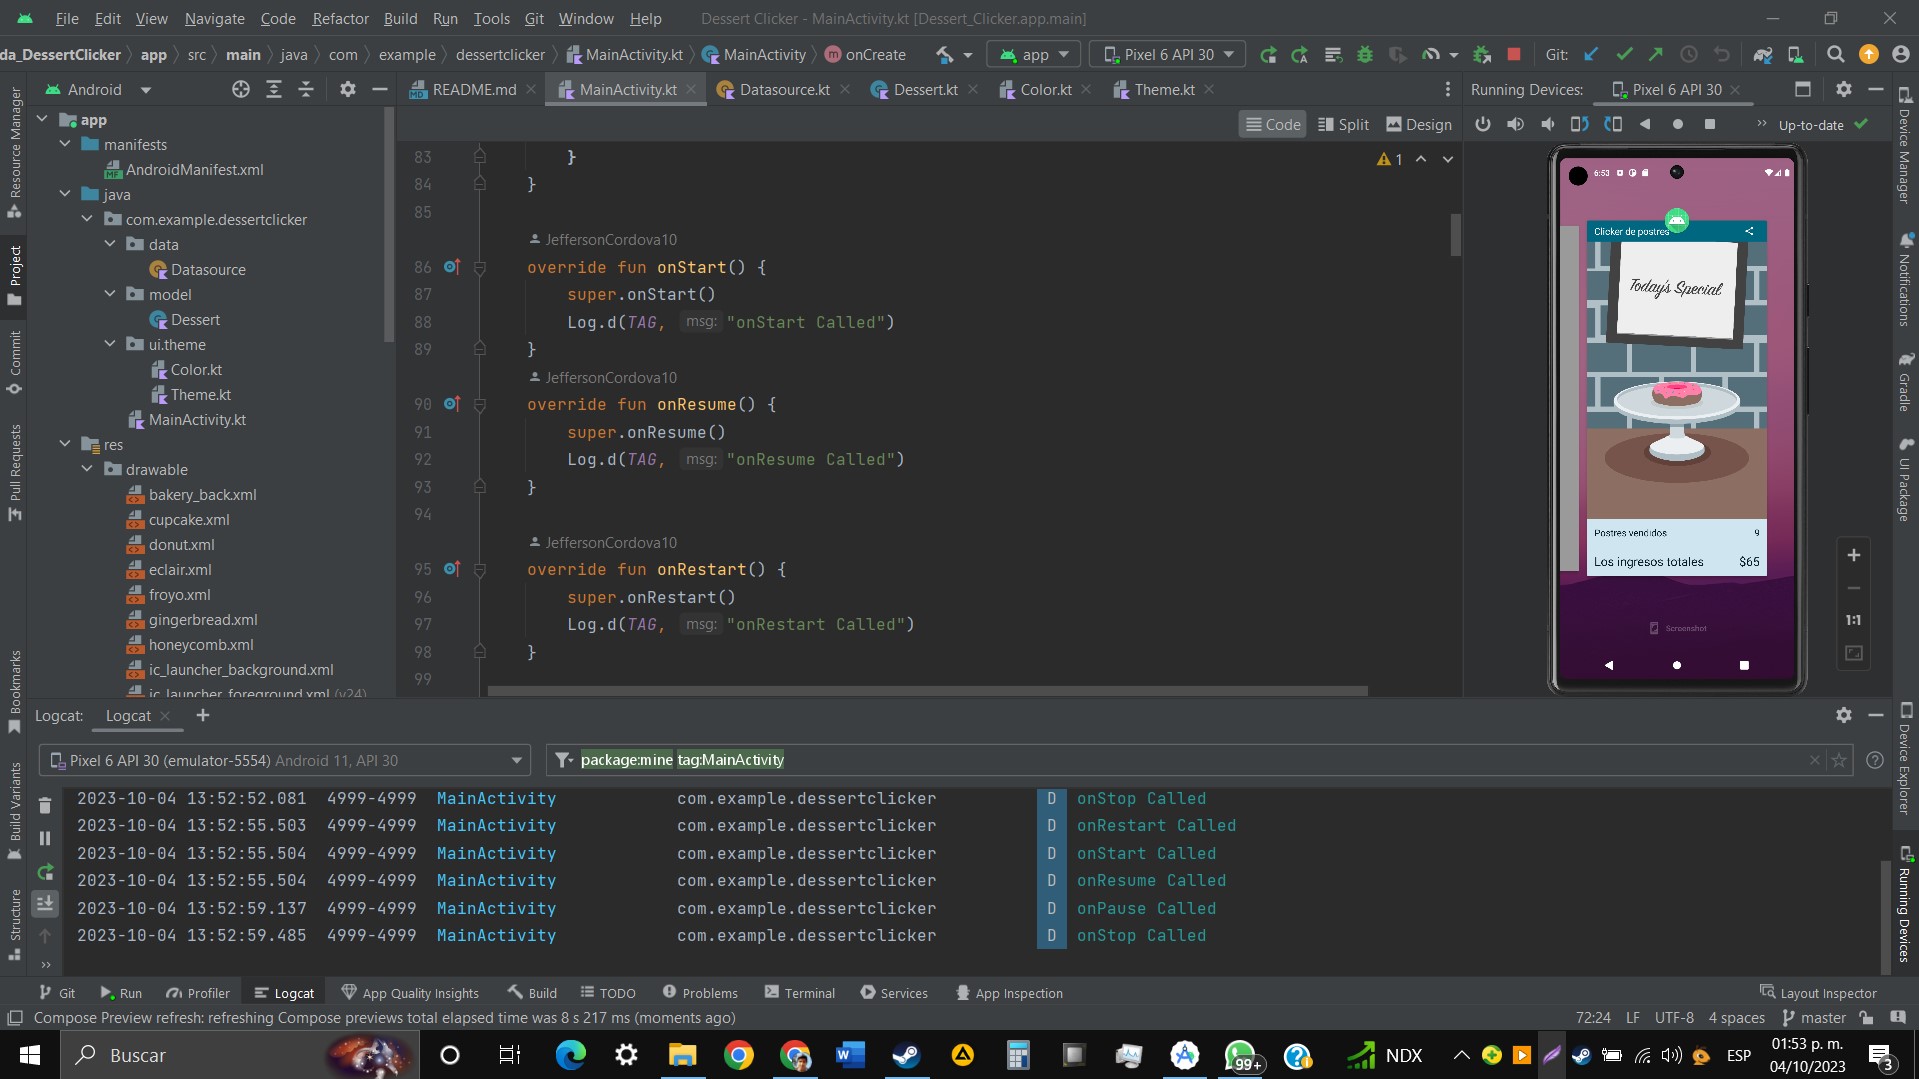 File Edit View Navigate Code Refactor Build Run Tools Git Window Help Dessert Clicker - MainActivity.kt [Dessert_Clicker.app.main]
da_DessertClicker app src main java com example dessertclicker MainActivity.kt MainActivity onCreate app Pixel 6 API 30 Git:
Android README.md MainActivity.kt Datasource.kt Dessert.kt Color.kt Theme.kt Running Devices: Pixel 6 API 30
Code Split Design Up-to-date
app
manifests
AndroidManifest.xml
java
com.example.dessertclicker
data
Datasource
model
Dessert
ui.theme
Color.kt
Theme.kt
MainActivity.kt
res
drawable
bakery_back.xml
cupcake.xml
donut.xml
eclair.xml
froyo.xml
gingerbread.xml
honeycomb.xml
ic_launcher_background.xml
ic_launcher_foreground.xml (v24)
Resource Manager
Project
Commit
Pull Requests
Bookmarks
Build Variants
Structure
83 }
1
84 }
85
JeffersonCordova10
86 override fun onStart() {
87 super.onStart()
88 Log.d(TAG, msg: "onStart Called")
89 }
JeffersonCordova10
90 override fun onResume() {
91 super.onResume()
92 Log.d(TAG, msg: "onResume Called")
93 }
94
JeffersonCordova10
95 override fun onRestart() {
96 super.onRestart()
97 Log.d(TAG, msg: "onRestart Called")
98 }
99
6:53
Clicker de postres
Today's Special
Postres vendidos 9
Los ingresos totales $65
Screenshot
1:1
Device Manager
Notifications
Gradle
UI Package
Device Explorer
Running Devices
Logcat: Logcat
Pixel 6 API 30 (emulator-5554) Android 11, API 30 package:mine tag:MainActivity
2023-10-04 13:52:52.081 4999-4999 MainActivity com.example.dessertclicker D onStop Called
2023-10-04 13:52:55.503 4999-4999 MainActivity com.example.dessertclicker D onRestart Called
2023-10-04 13:52:55.504 4999-4999 MainActivity com.example.dessertclicker D onStart Called
2023-10-04 13:52:55.504 4999-4999 MainActivity com.example.dessertclicker D onResume Called
2023-10-04 13:52:59.137 4999-4999 MainActivity com.example.dessertclicker D onPause Called
2023-10-04 13:52:59.485 4999-4999 MainActivity com.example.dessertclicker D onStop Called
Git Run Profiler Logcat App Quality Insights Build TODO Problems Terminal Services App Inspection Layout Inspector
Compose Preview refresh: refreshing Compose previews total elapsed time was 8 s 217 ms (moments ago) 72:24 LF UTF-8 4 spaces master
Buscar 99+ NDX ESP 01:53 p. m.
04/10/2023 3